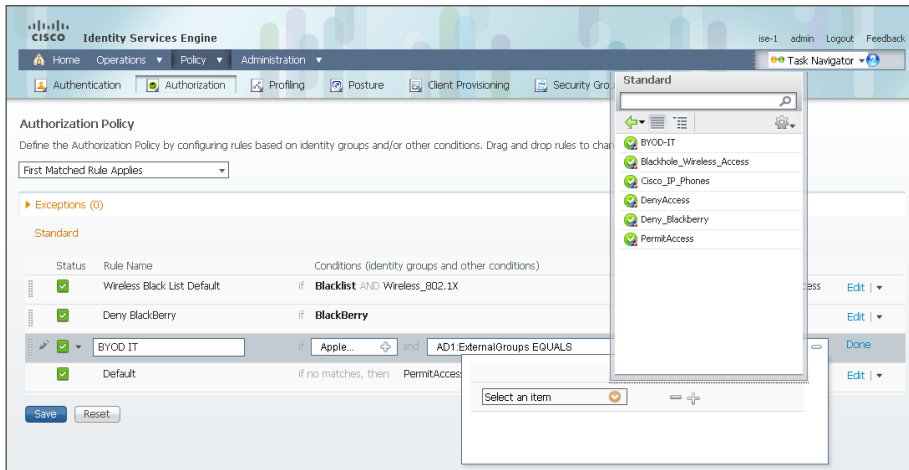 CISCO Identity Services Engine
ise-1 admin Logout Feedback
Home Operations Policy Administration
Task Navigator
Authentication Authorization Profiling Posture Client Provisioning Security Gro
Standard
Authorization Policy
Define the Authorization Policy by configuring rules based on identity groups and/or other conditions. Drag and drop rules to chan
First Matched Rule Applies
BYOD-IT
Blackhole_Wireless_Access
Cisco_IP_Phones
DenyAccess
Deny_Blackberry
PermitAccess
Exceptions (0)
Standard
Status Rule Name Conditions (identity groups and other conditions)
Wireless Black List Default if Blacklist AND Wireless_802.1X ess Edit
Deny BlackBerry if BlackBerry Edit
BYOD IT if Apple... and AD1:ExternalGroups EQUALS Done
Default if no matches, then PermitAccess Edit
Select an item
Save Reset